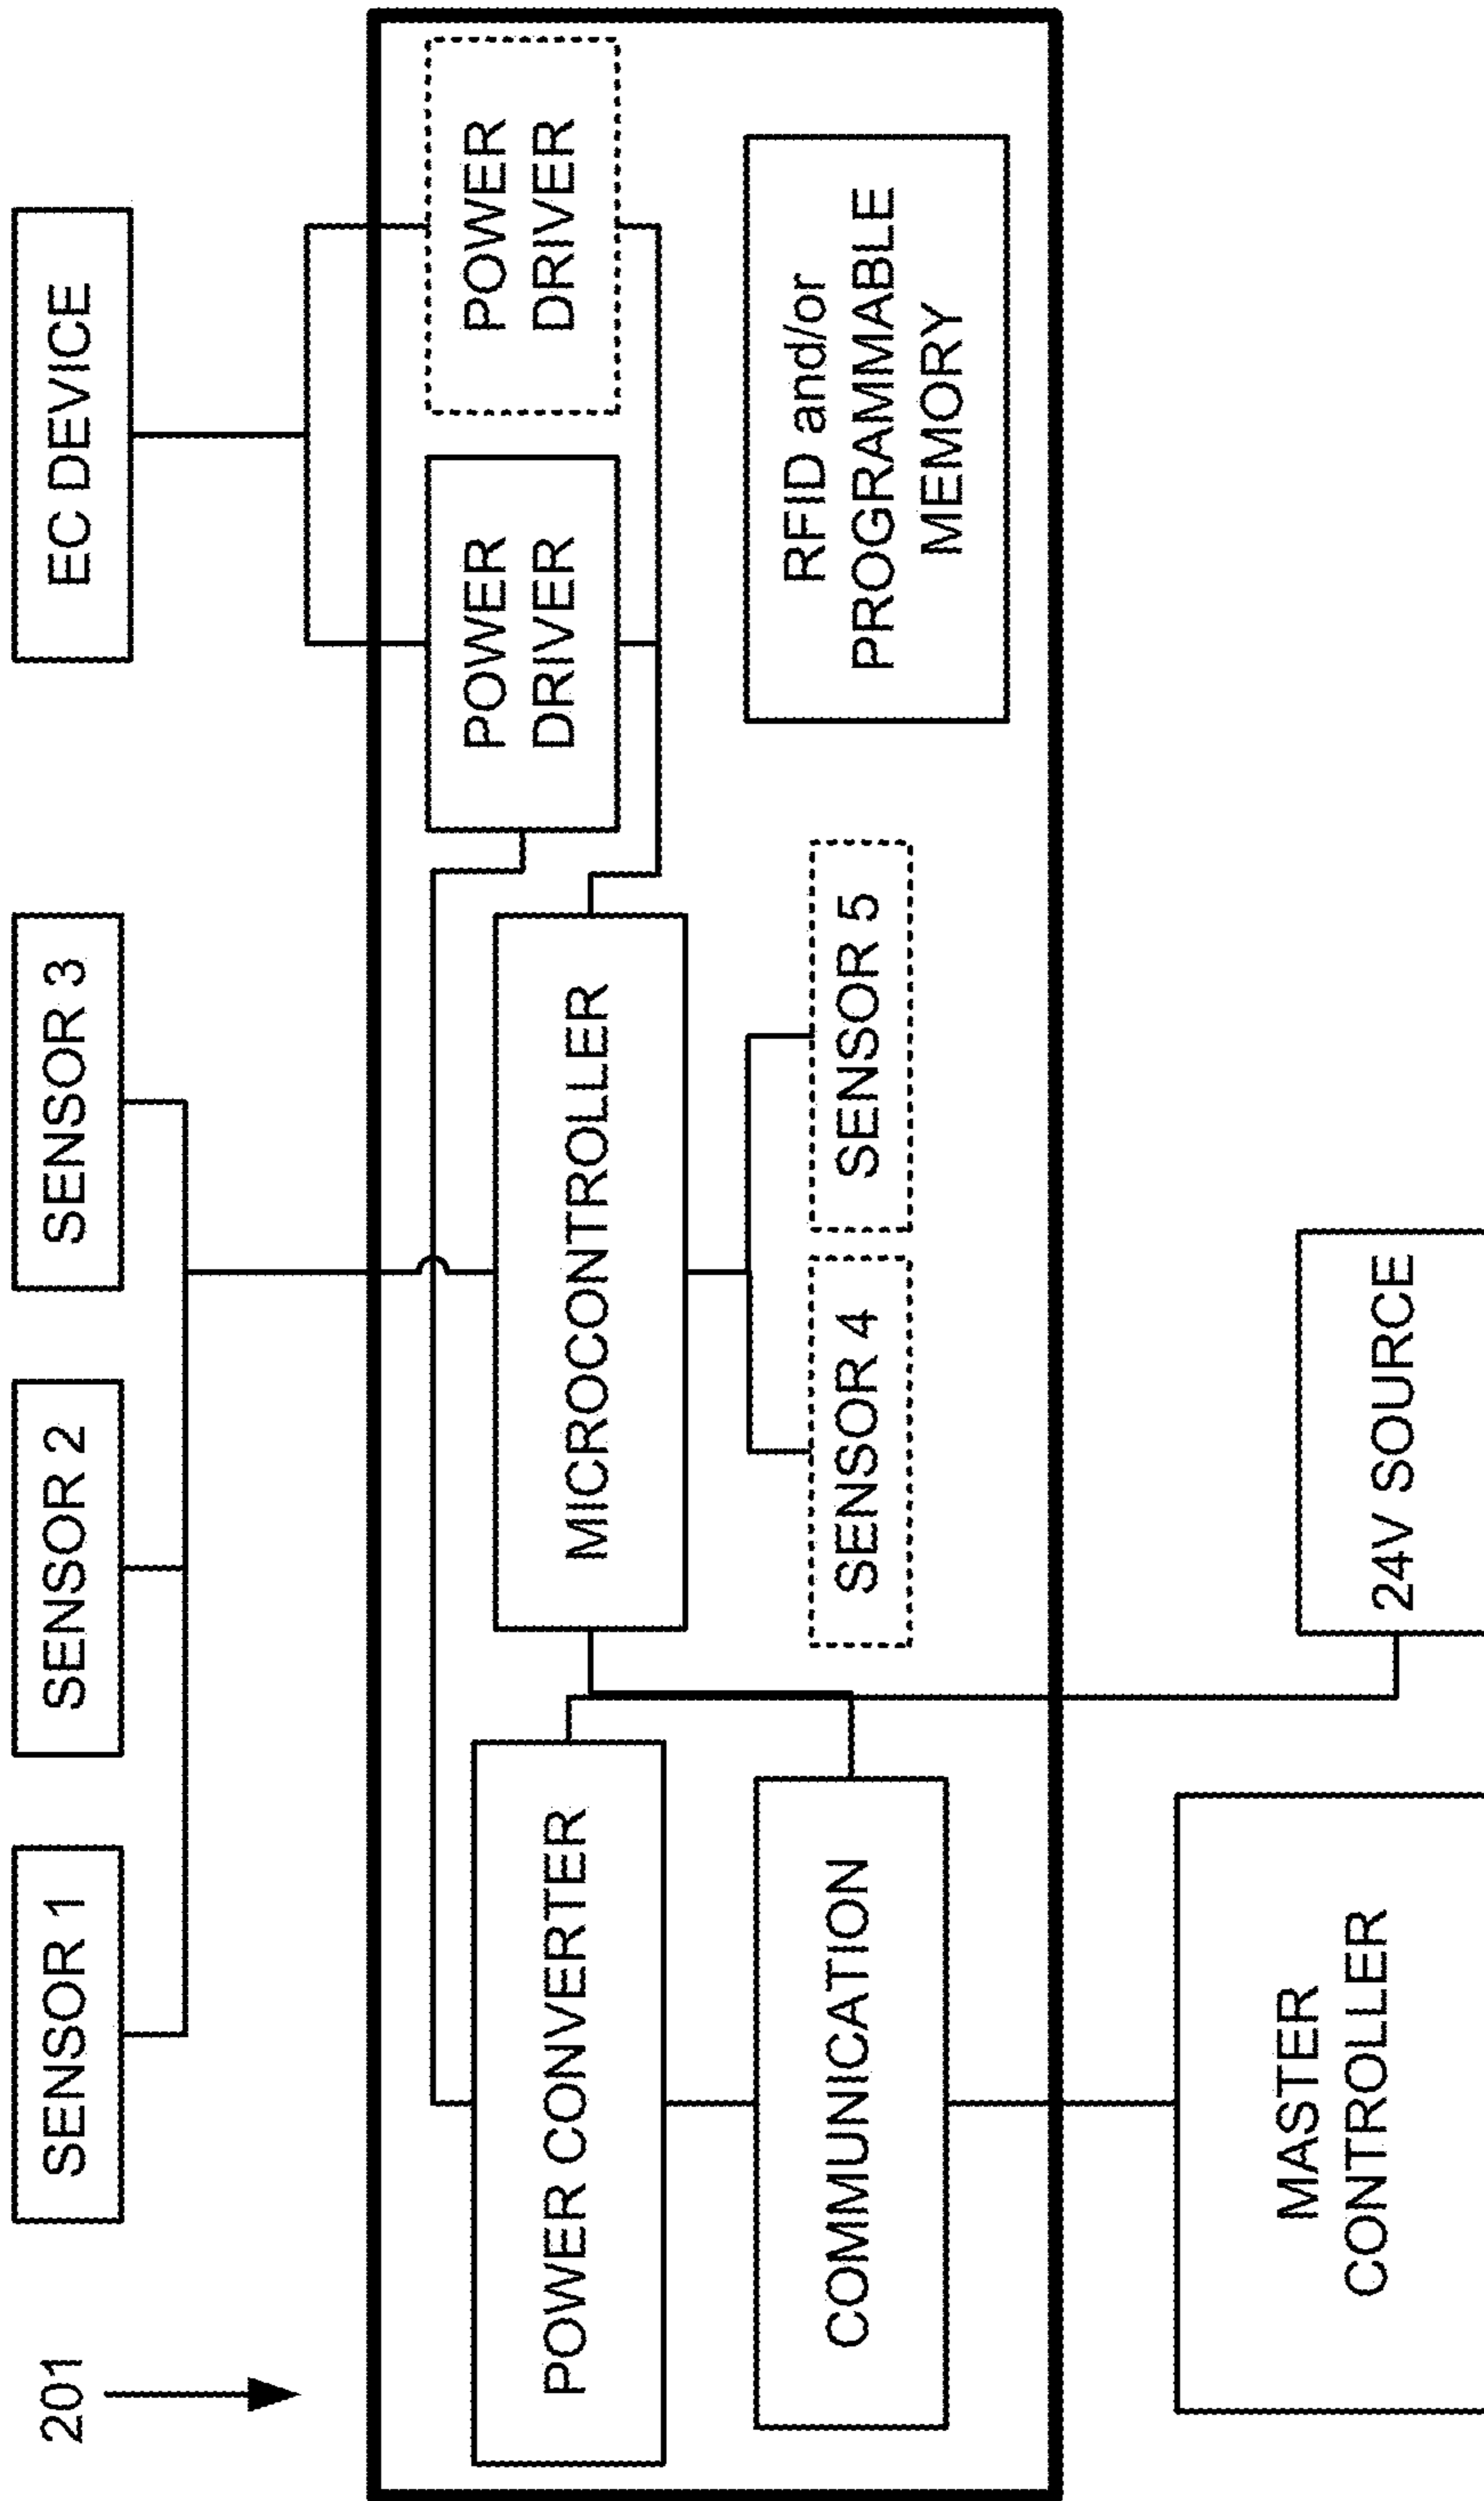 201
SENSOR 1
SENSOR 2
SENSOR 3
EC DEVICE
POWER CONVERTER
MICROCONTROLLER
POWER
DRIVER
POWER
DRIVER
COMMUNICATION
SENSOR 4
SENSOR 5
RFID and/or
PROGRAMMABLE
MEMORY
MASTER
CONTROLLER
24V SOURCE